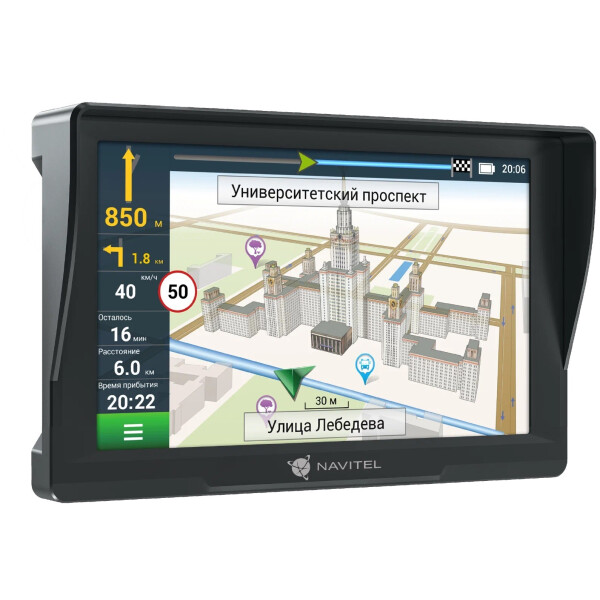 20:06
Университетский проспект
850 м
1.8 км
км/ч
40
50
Осталось
16 мин
Расстояние
6.0 км
Время прибытия
20:22
30 м
Улица Лебедева
NAVITEL